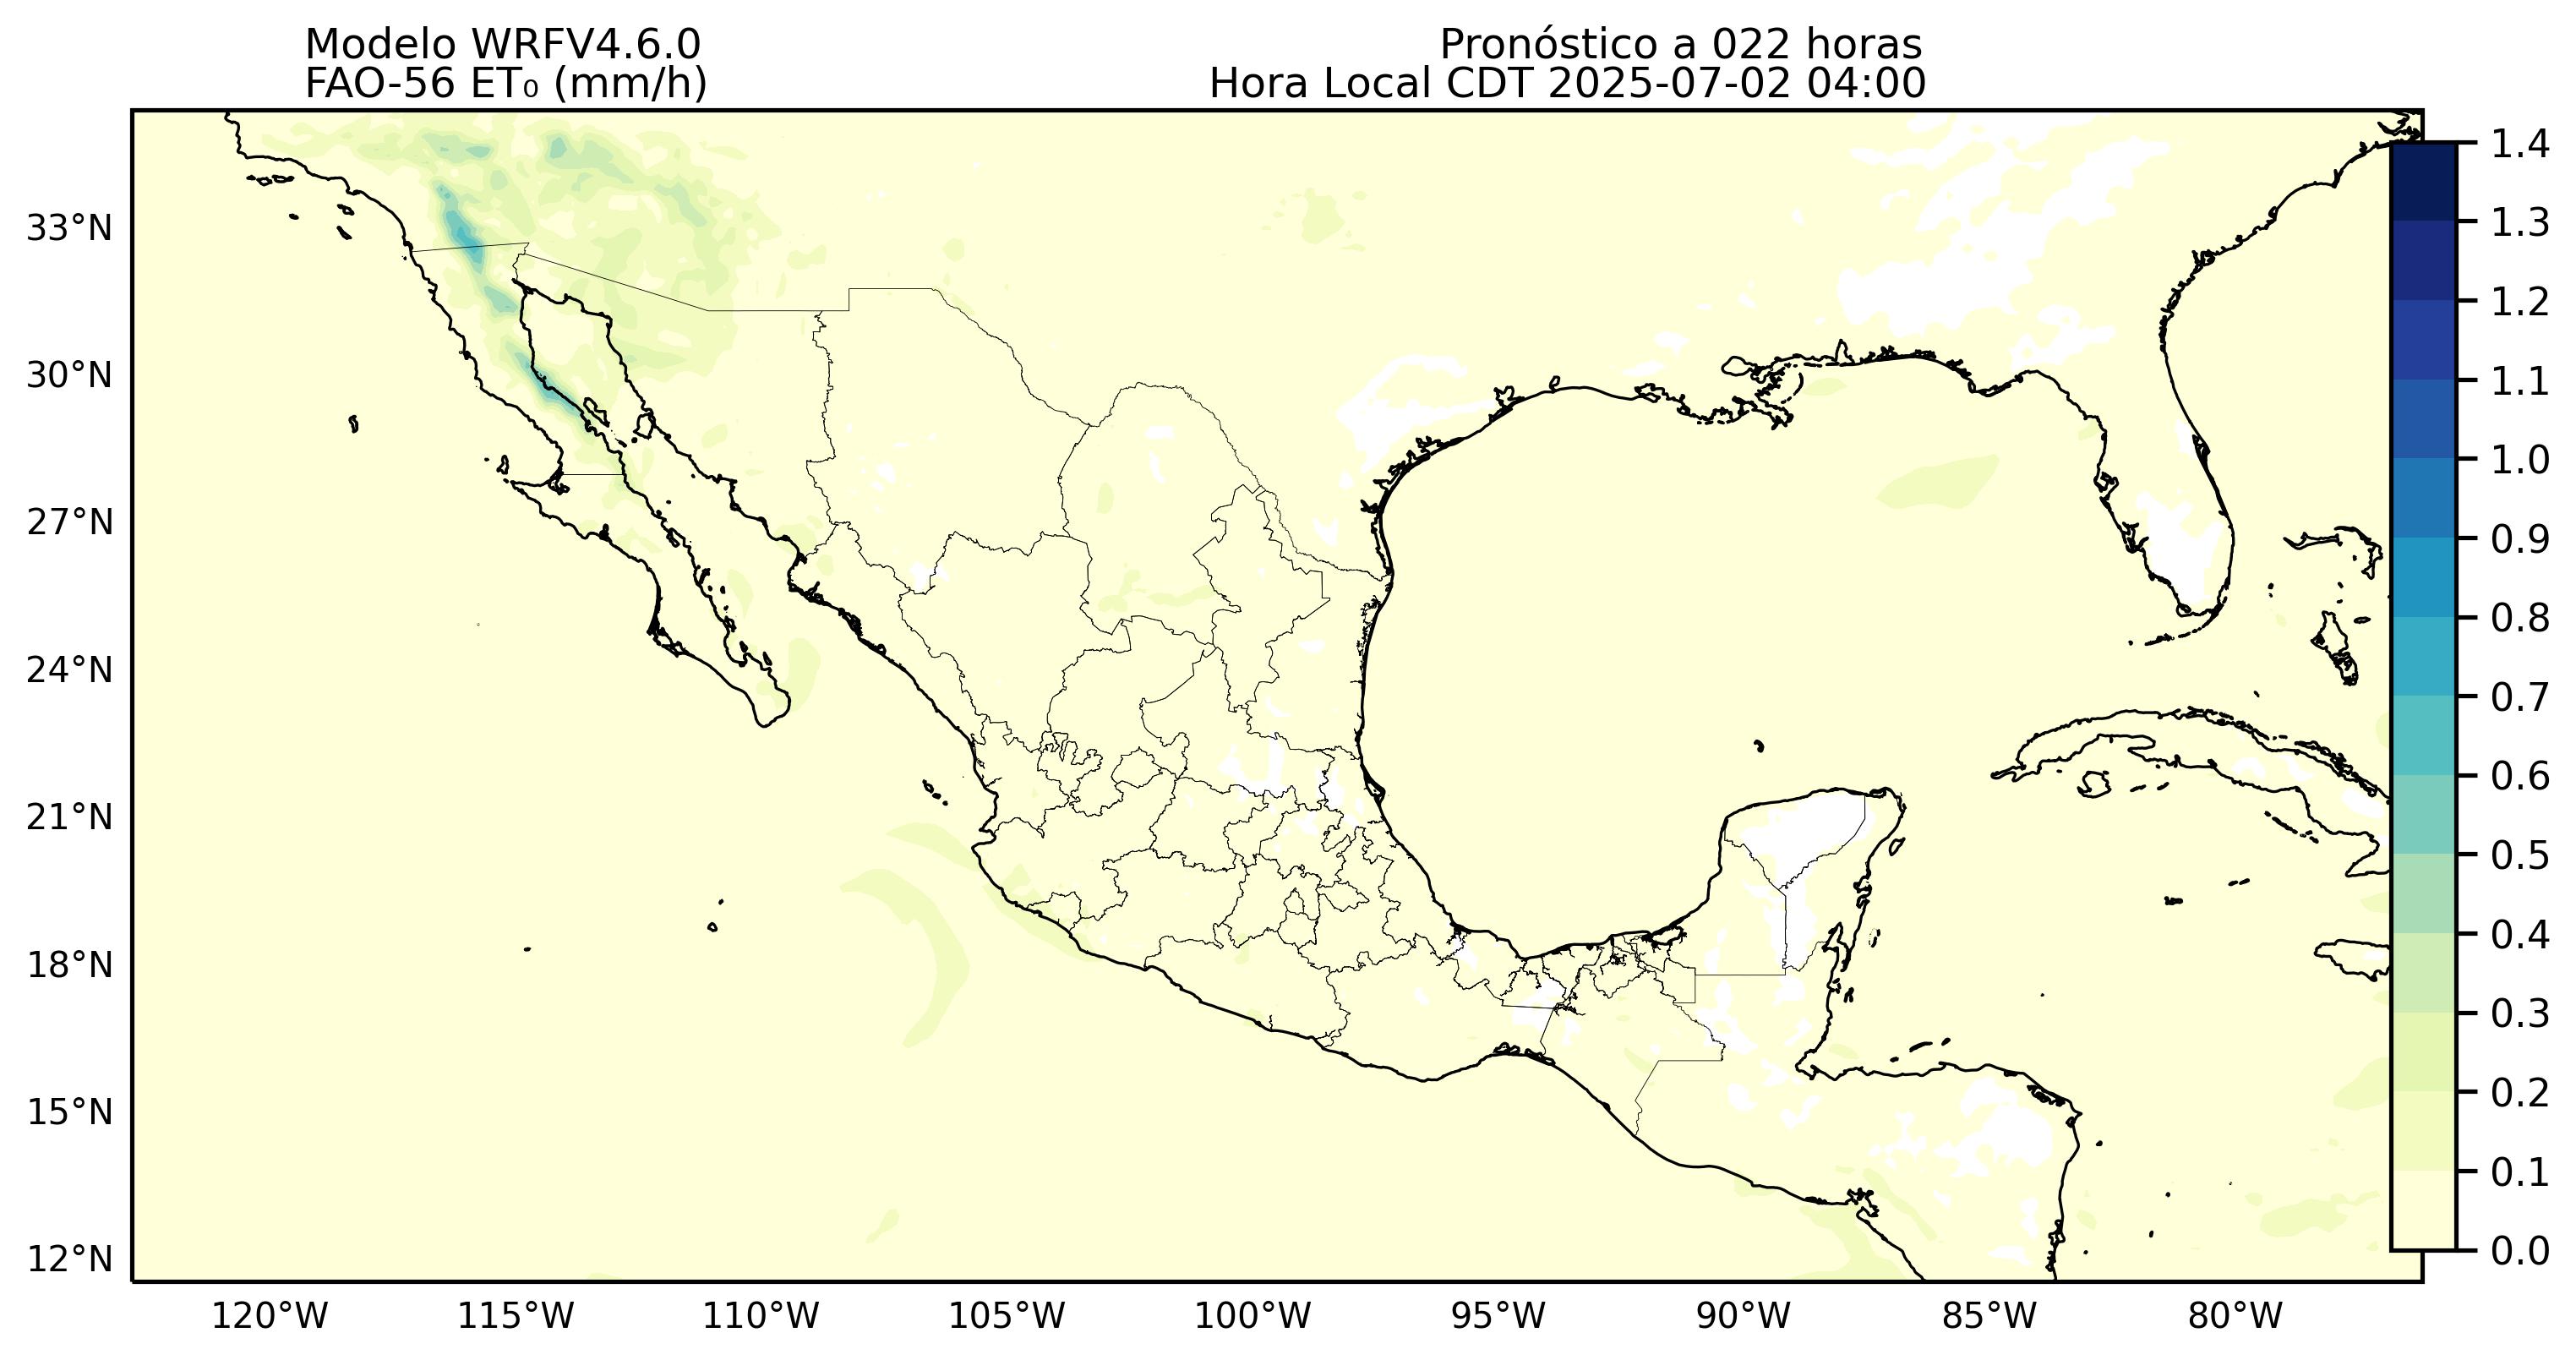 Modelo WRFV4.6.0
FAO-56 ET₀ (mm/h)
Pronóstico a 022 horas
Hora Local CDT 2025-07-02 04:00
33°N
30°N
27°N
24°N
21°N
18°N
15°N
12°N
120°W
115°W
110°W
105°W
100°W
95°W
90°W
85°W
80°W
1.4
1.3
1.2
1.1
1.0
0.9
0.8
0.7
0.6
0.5
0.4
0.3
0.2
0.1
0.0